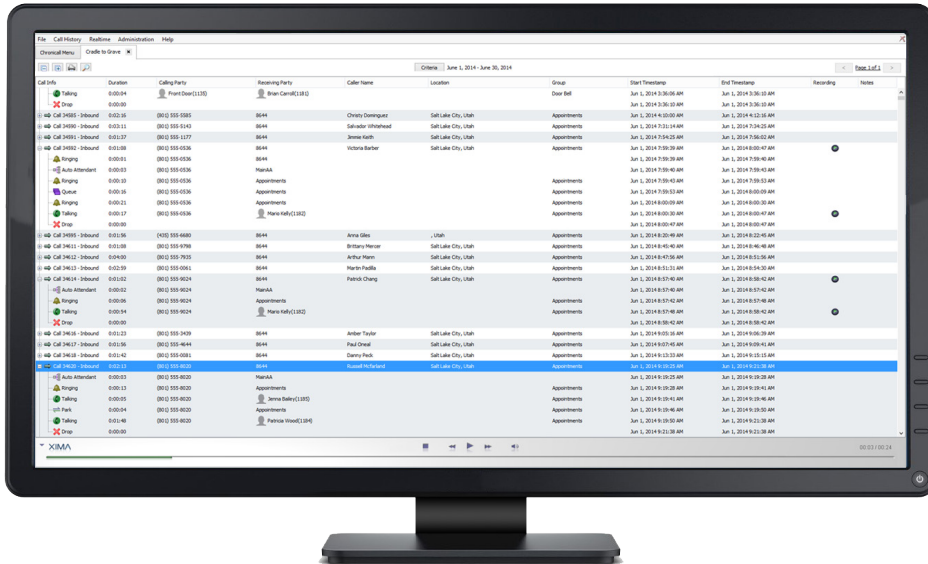 File Call History Realtime Administration Help
Chronicall Menu Cradle to Grave
Criteria June 1, 2014 - June 30, 2014 < Page 1 of 1 >
Call Info Duration Calling Party Receiving Party Caller Name Location Group Start Timestamp End Timestamp Recording Notes
Talking 0:00:04 Front Door(1135) Brian Carroll(1181) Door Bell Jun 1, 2014 3:36:06 AM Jun 1, 2014 3:36:10 AM
Drop 0:00:00 Jun 1, 2014 3:36:10 AM Jun 1, 2014 3:36:10 AM
Call 34585 - Inbound 0:02:16 (801) 555-5585 8644 Christy Dominguez Salt Lake City, Utah Appointments Jun 1, 2014 4:10:00 AM Jun 1, 2014 4:12:16 AM
Call 34590 - Inbound 0:03:11 (801) 555-5143 8644 Salvador Whitehead Salt Lake City, Utah Appointments Jun 1, 2014 7:31:14 AM Jun 1, 2014 7:34:25 AM
Call 34591 - Inbound 0:01:37 (801) 555-1177 8644 Jimmie Keith Salt Lake City, Utah Appointments Jun 1, 2014 7:54:25 AM Jun 1, 2014 7:56:02 AM
Call 34592 - Inbound 0:01:08 (801) 555-0536 8644 Victoria Barber Salt Lake City, Utah Appointments Jun 1, 2014 7:59:39 AM Jun 1, 2014 8:00:47 AM
Ringing 0:00:01 (801) 555-0536 8644 Jun 1, 2014 7:59:39 AM Jun 1, 2014 7:59:40 AM
Auto Attendant 0:00:03 (801) 555-0536 MainAA Jun 1, 2014 7:59:40 AM Jun 1, 2014 7:59:43 AM
Ringing 0:00:10 (801) 555-0536 Appointments Appointments Jun 1, 2014 7:59:43 AM Jun 1, 2014 7:59:53 AM
Queue 0:00:16 (801) 555-0536 Appointments Appointments Jun 1, 2014 7:59:53 AM Jun 1, 2014 8:00:09 AM
Ringing 0:00:21 (801) 555-0536 Appointments Appointments Jun 1, 2014 8:00:09 AM Jun 1, 2014 8:00:30 AM
Talking 0:00:17 (801) 555-0536 Mario Kelly(1182) Appointments Jun 1, 2014 8:00:30 AM Jun 1, 2014 8:00:47 AM
Drop 0:00:00 Jun 1, 2014 8:00:47 AM Jun 1, 2014 8:00:47 AM
Call 34595 - Inbound 0:01:56 (435) 555-6680 8644 Anna Giles , Utah Appointments Jun 1, 2014 8:20:49 AM Jun 1, 2014 8:22:45 AM
Call 34611 - Inbound 0:01:08 (801) 555-9798 8644 Brittany Mercer Salt Lake City, Utah Appointments Jun 1, 2014 8:45:40 AM Jun 1, 2014 8:46:48 AM
Call 34612 - Inbound 0:04:00 (801) 555-7935 8644 Arthur Mann Salt Lake City, Utah Appointments Jun 1, 2014 8:47:56 AM Jun 1, 2014 8:51:56 AM
Call 34613 - Inbound 0:02:59 (801) 555-0061 8644 Martin Padilla Salt Lake City, Utah Appointments Jun 1, 2014 8:51:31 AM Jun 1, 2014 8:54:30 AM
Call 34614 - Inbound 0:01:02 (801) 555-9024 8644 Patrick Chang Salt Lake City, Utah Appointments Jun 1, 2014 8:57:40 AM Jun 1, 2014 8:58:42 AM
Auto Attendant 0:00:02 (801) 555-9024 MainAA Jun 1, 2014 8:57:40 AM Jun 1, 2014 8:57:42 AM
Ringing 0:00:06 (801) 555-9024 Appointments Appointments Jun 1, 2014 8:57:42 AM Jun 1, 2014 8:57:48 AM
Talking 0:00:54 (801) 555-9024 Mario Kelly(1182) Appointments Jun 1, 2014 8:57:48 AM Jun 1, 2014 8:58:42 AM
Drop 0:00:00 Jun 1, 2014 8:58:42 AM Jun 1, 2014 8:58:42 AM
Call 34616 - Inbound 0:01:23 (801) 555-3439 8644 Amber Taylor Salt Lake City, Utah Appointments Jun 1, 2014 9:05:16 AM Jun 1, 2014 9:06:39 AM
Call 34617 - Inbound 0:01:56 (801) 555-4644 8644 Paul Oneal Salt Lake City, Utah Appointments Jun 1, 2014 9:07:45 AM Jun 1, 2014 9:09:41 AM
Call 34618 - Inbound 0:01:42 (801) 555-0081 8644 Danny Peck Salt Lake City, Utah Appointments Jun 1, 2014 9:13:33 AM Jun 1, 2014 9:15:15 AM
Call 34620 - Inbound 0:02:13 (801) 555-8020 8644 Russell Mcfarland Salt Lake City, Utah Appointments Jun 1, 2014 9:19:25 AM Jun 1, 2014 9:21:38 AM
Auto Attendant 0:00:03 (801) 555-8020 MainAA Jun 1, 2014 9:19:25 AM Jun 1, 2014 9:19:28 AM
Ringing 0:00:13 (801) 555-8020 Appointments Appointments Jun 1, 2014 9:19:28 AM Jun 1, 2014 9:19:41 AM
Talking 0:00:05 (801) 555-8020 Jenna Bailey(1185) Appointments Jun 1, 2014 9:19:41 AM Jun 1, 2014 9:19:46 AM
Park 0:00:04 (801) 555-8020 Appointments Appointments Jun 1, 2014 9:19:46 AM Jun 1, 2014 9:19:50 AM
Talking 0:01:48 (801) 555-8020 Patricia Wood(1184) Appointments Jun 1, 2014 9:19:50 AM Jun 1, 2014 9:21:38 AM
Drop 0:00:00 Jun 1, 2014 9:21:38 AM Jun 1, 2014 9:21:38 AM
XIMA 00:03 / 00:24